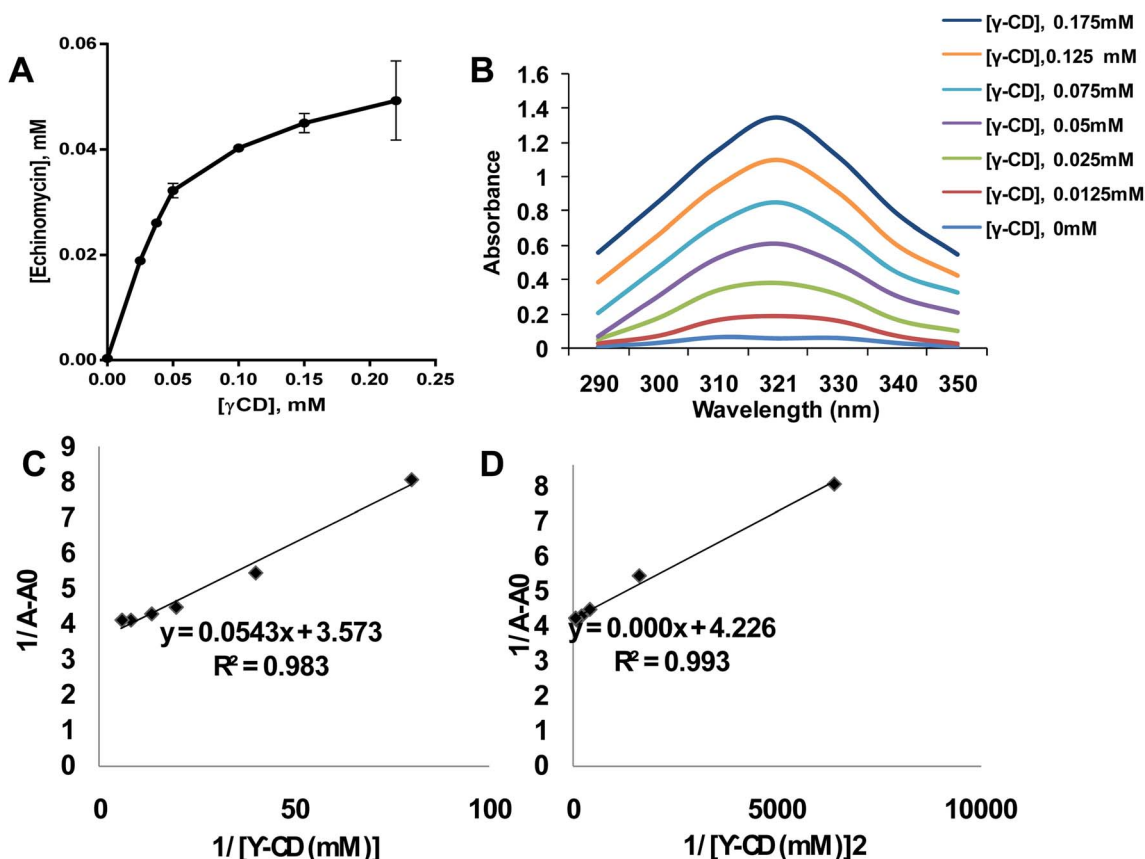 A
0.06
0.04
0.02
0.00
[Echinomycin], mM
0.00 0.05 0.10 0.15 0.20 0.25
[γCD], mM
B
1.6
1.4
1.2
1
0.8
0.6
0.4
0.2
0
Absorbance
290 300 310 321 330 340 350
Wavelength (nm)
[γ-CD], 0.175mM
[γ-CD],0.125 mM
[γ-CD], 0.075mM
[γ-CD], 0.05mM
[γ-CD], 0.025mM
[γ-CD], 0.0125mM
[γ-CD], 0mM
C
9
8
7
6
5
4
3
2
1
0
1/A-A0
y=0.0543x+3.573
R²=0.983
0 50 100
1/[Y-CD(mM)]
D
8
7
6
5
4
3
2
1
0
1/A-A0
y=0.000x+4.226
R²=0.993
0 5000 10000
1/[Y-CD(mM)]2